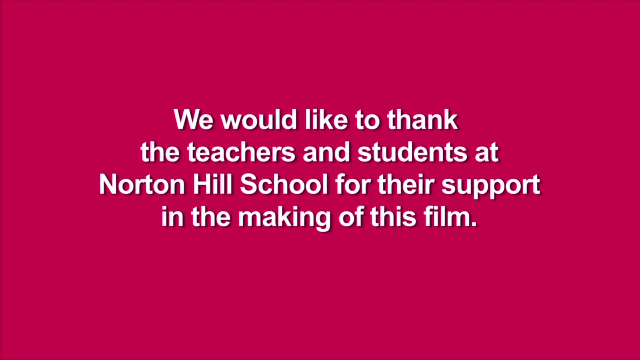 We would like to thank
the teachers and students at
Norton Hill School for their support
in the making of this film.